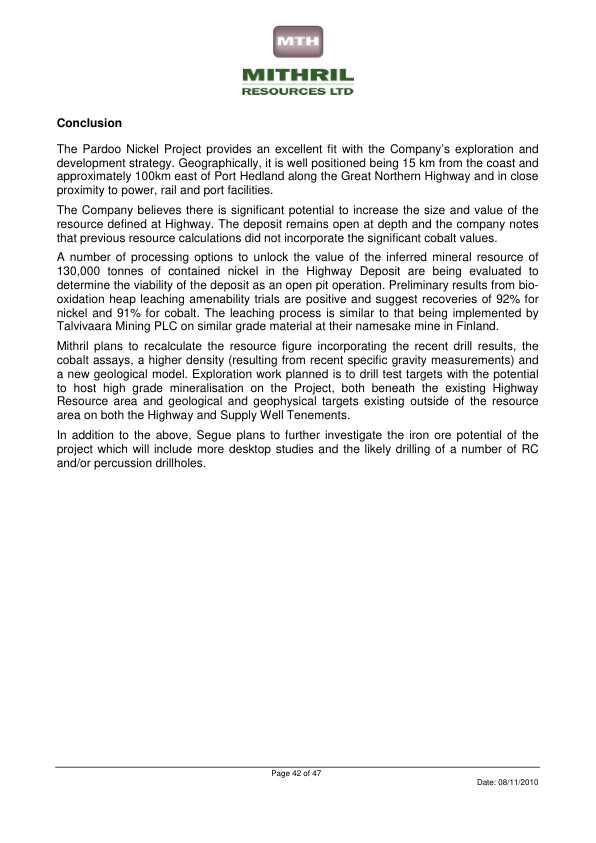 MTH
MITHRIL
RESOURCES LTD
Conclusion
The Pardoo Nickel Project provides an excellent fit with the Company's exploration and
development strategy. Geographically, it is well positioned being 15 km from the coast and
approximately 100km east of Port Hedland along the Great Northern Highway and in close
proximity to power, rail and port facilities.
The Company believes there is significant potential to increase the size and value of the
resource defined at Highway. The deposit remains open at depth and the company notes
that previous resource calculations did not incorporate the significant cobalt values.
A number of processing options to unlock the value of the inferred mineral resource of
130,000 tonnes of contained nickel in the Highway Deposit are being evaluated to
determine the viability of the deposit as an open pit operation. Preliminary results from bio-
oxidation heap leaching amenability trials are positive and suggest recoveries of 92% for
nickel and 91% for cobalt. The leaching process is similar to that being implemented by
Talvivaara Mining PLC on similar grade material at their namesake mine in Finland.
Mithril plans to recalculate the resource figure incorporating the recent drill results, the
cobalt assays, a higher density (resulting from recent specific gravity measurements) and
a new geological model. Exploration work planned is to drill test targets with the potential
to host high grade mineralisation on the Project, both beneath the existing Highway
Resource area and geological and geophysical targets existing outside of the resource
area on both the Highway and Supply Well Tenements.
In addition to the above, Segue plans to further investigate the iron ore potential of the
project which will include more desktop studies and the likely drilling of a number of RC
and/or percussion drillholes.
Page 42 of 47
Date: 08/11/2010